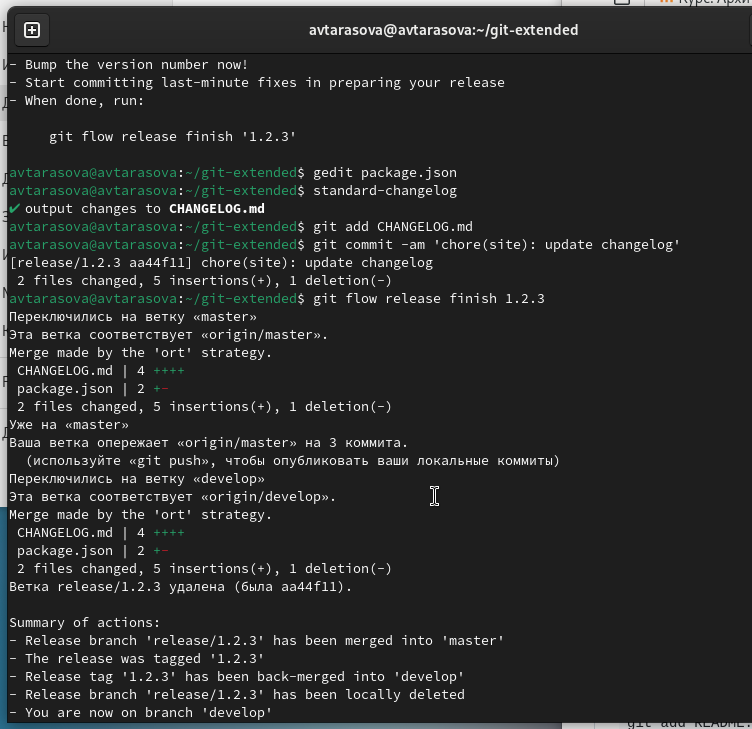 Курс: Архи
avtarasova@avtarasova:~/git-extended
- Bump the version number now!
- Start committing last-minute fixes in preparing your release
- When done, run:
git flow release finish '1.2.3'
avtarasova@avtarasova:~/git-extended$ gedit package.json
avtarasova@avtarasova:~/git-extended$ standard-changelog
✔ output changes to CHANGELOG.md
avtarasova@avtarasova:~/git-extended$ git add CHANGELOG.md
avtarasova@avtarasova:~/git-extended$ git commit -am 'chore(site): update changelog'
[release/1.2.3 aa44f11] chore(site): update changelog
2 files changed, 5 insertions(+), 1 deletion(-)
avtarasova@avtarasova:~/git-extended$ git flow release finish 1.2.3
Переключились на ветку «master»
Эта ветка соответствует «origin/master».
Merge made by the 'ort' strategy.
CHANGELOG.md | 4 ++++
package.json | 2 +-
2 files changed, 5 insertions(+), 1 deletion(-)
Уже на «master»
Ваша ветка опережает «origin/master» на 3 коммита.
(используйте «git push», чтобы опубликовать ваши локальные коммиты)
Переключились на ветку «develop»
Эта ветка соответствует «origin/develop».
Merge made by the 'ort' strategy.
CHANGELOG.md | 4 ++++
package.json | 2 +-
2 files changed, 5 insertions(+), 1 deletion(-)
Ветка release/1.2.3 удалена (была aa44f11).
Summary of actions:
- Release branch 'release/1.2.3' has been merged into 'master'
- The release was tagged '1.2.3'
- Release tag '1.2.3' has been back-merged into 'develop'
- Release branch 'release/1.2.3' has been locally deleted
- You are now on branch 'develop'
git add README.